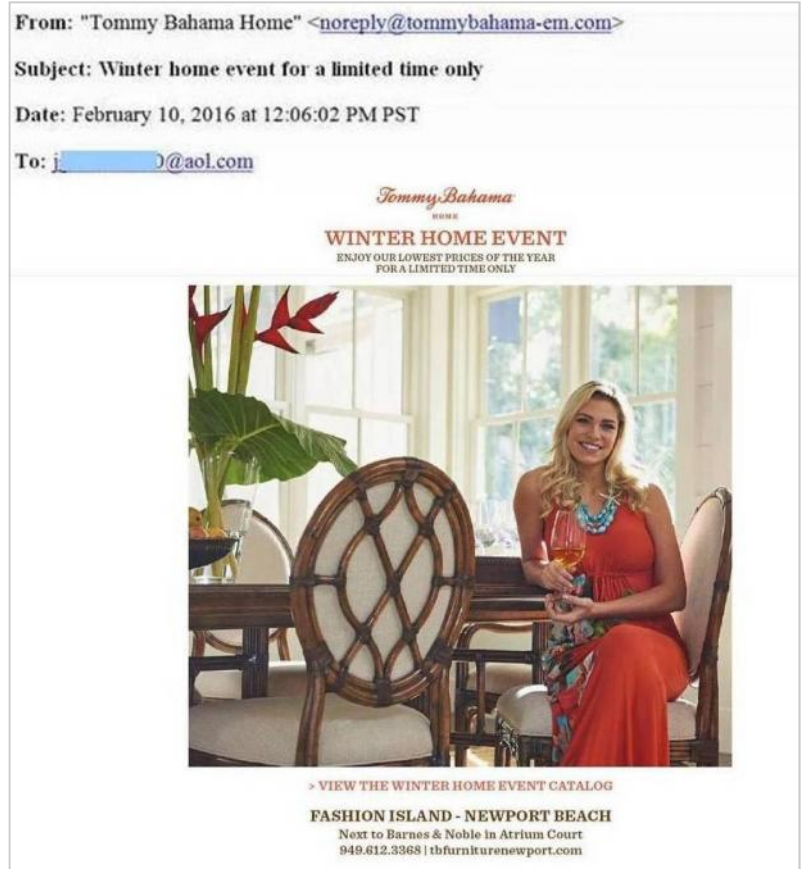 From: "Tommy Bahama Home" <noreply@tommybahama-em.com>
Subject: Winter home event for a limited time only
Date: February 10, 2016 at 12:06:02 PM PST
To: j 0@aol.com
Tommy Bahama
HOME
WINTER HOME EVENT
ENJOY OUR LOWEST PRICES OF THE YEAR
FOR A LIMITED TIME ONLY
> VIEW THE WINTER HOME EVENT CATALOG
FASHION ISLAND - NEWPORT BEACH
Next to Barnes & Noble in Atrium Court
949.612.3368 | tbfurniturenewport.com